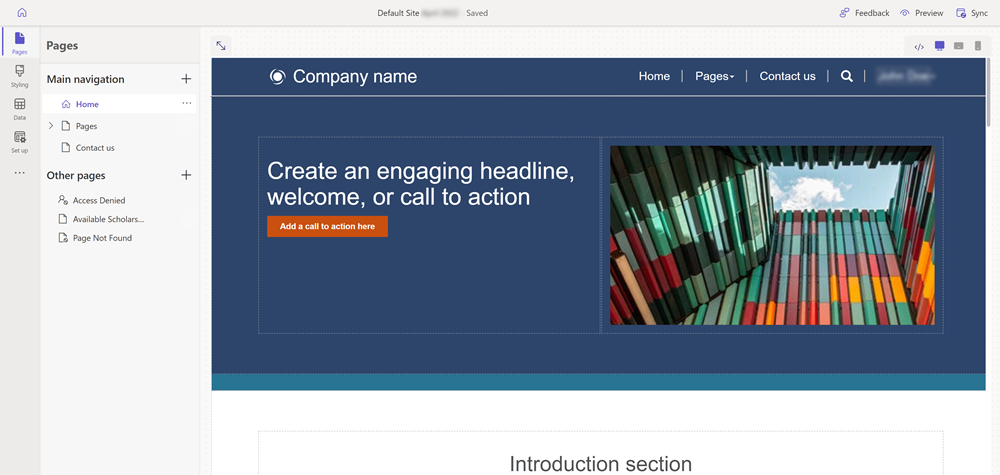 Default Site Saved
Feedback
Preview
Sync
Pages
Styling
Data
Set up
Pages
Main navigation
Home
Pages
Contact us
Other pages
Access Denied
Available Scholars...
Page Not Found
Company name
Home
Pages
Contact us
Create an engaging headline,
welcome, or call to action
Add a call to action here
Introduction section